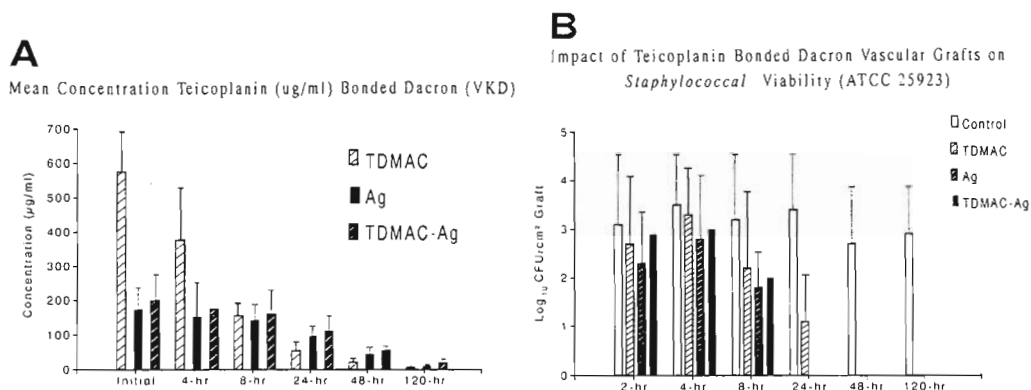 A
Mean Concentration Teicoplanin (ug/ml) Bonded Dacron (VKD)
Concentration (µg/ml)
700
600
500
400
300
200
100
00
TDMAC
Ag
TDMAC-Ag
Initial 4-hr 8-hr 24-hr 48-hr 120-hr
B
Impact of Teicoplanin Bonded Dacron Vascular Grafts on
Staphylococcal Viability (ATCC 25923)
Log10 CFU/cm² Graft
5
4
3
2
1
0
Control
TDMAC
Ag
TDMAC-Ag
2-hr 4-hr 8-hr 24-hr 48-hr 120-hr